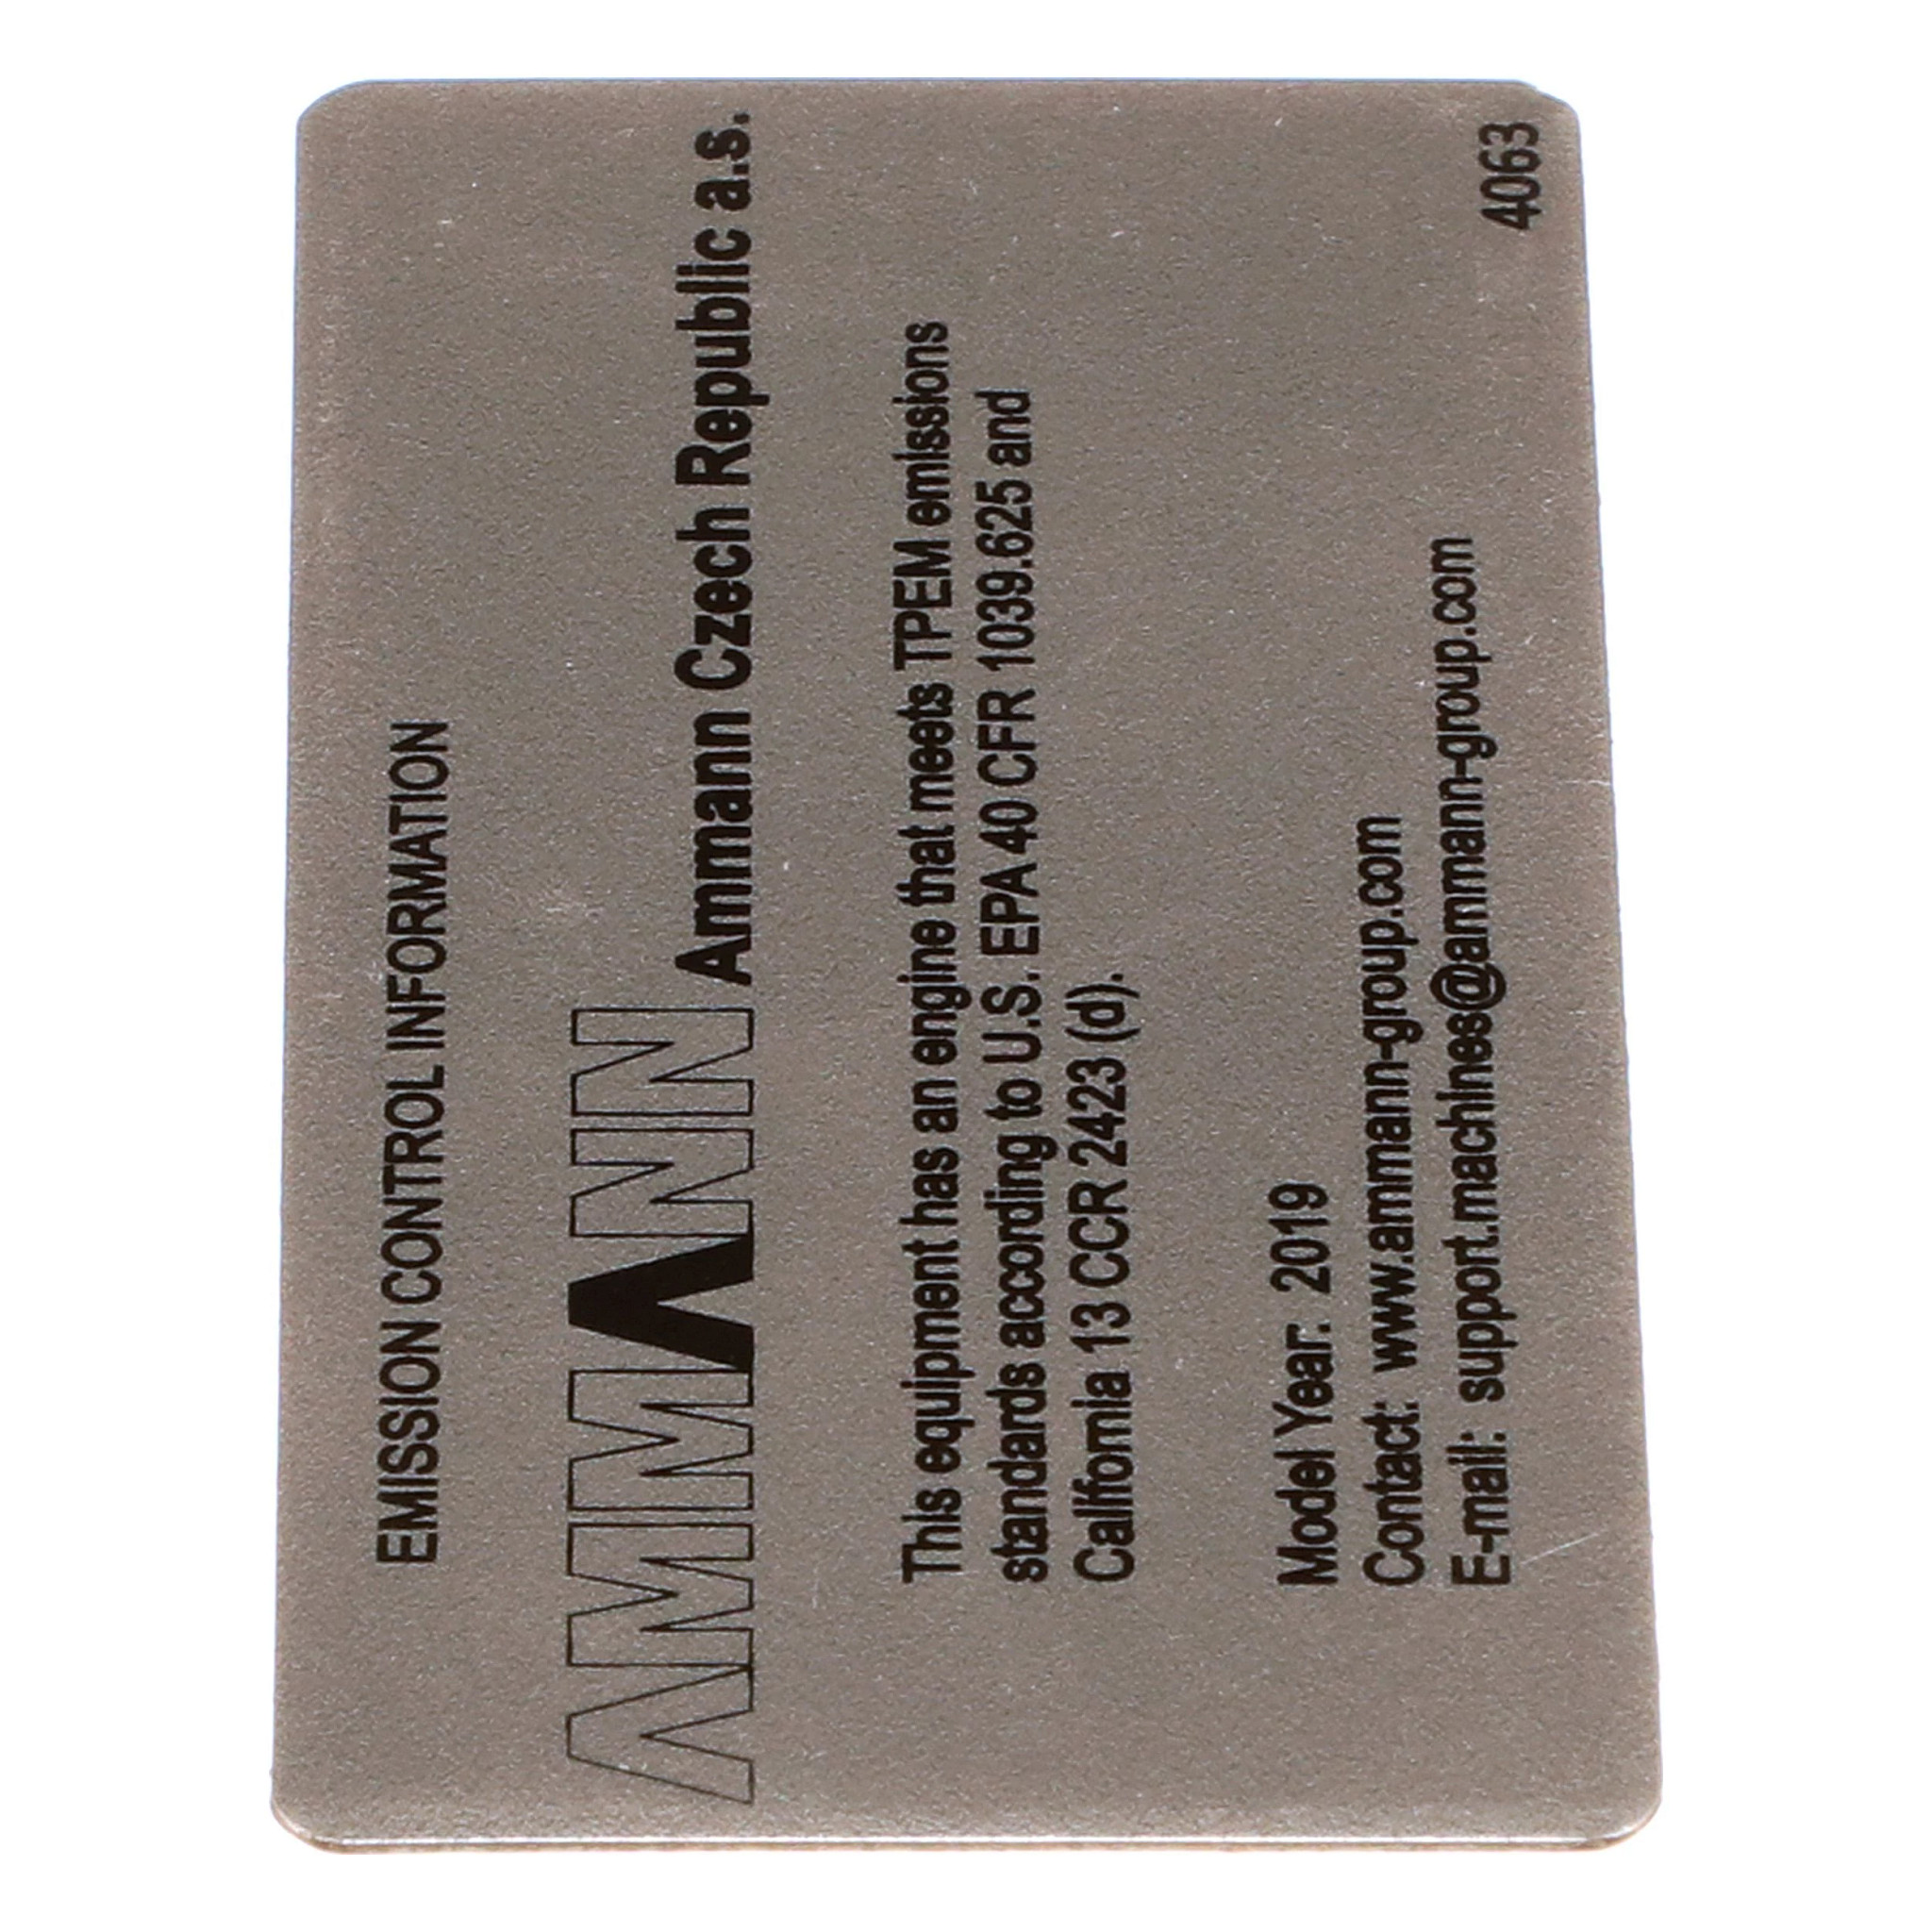 EMISSION CONTROL INFORMATION
AMMANN Ammann Czech Republic a.s.
This equipment has an engine that meets TPEM emissions
standards according to U.S. EPA 40 CFR 1039.625 and
California 13 CCR 2423 (d).
Model Year: 2019
Contact: www.ammann-group.com
E-mail: support.machines@ammann-group.com
4063